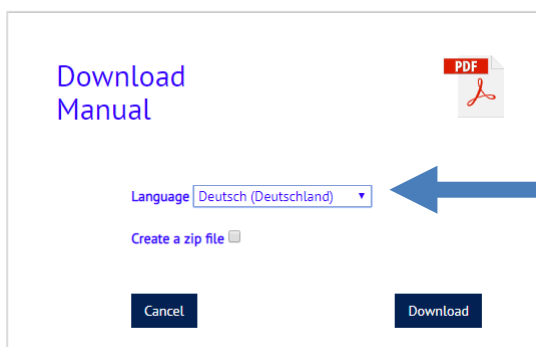 Download
Manual
PDF
Language Deutsch (Deutschland)
Create a zip file
Cancel
Download